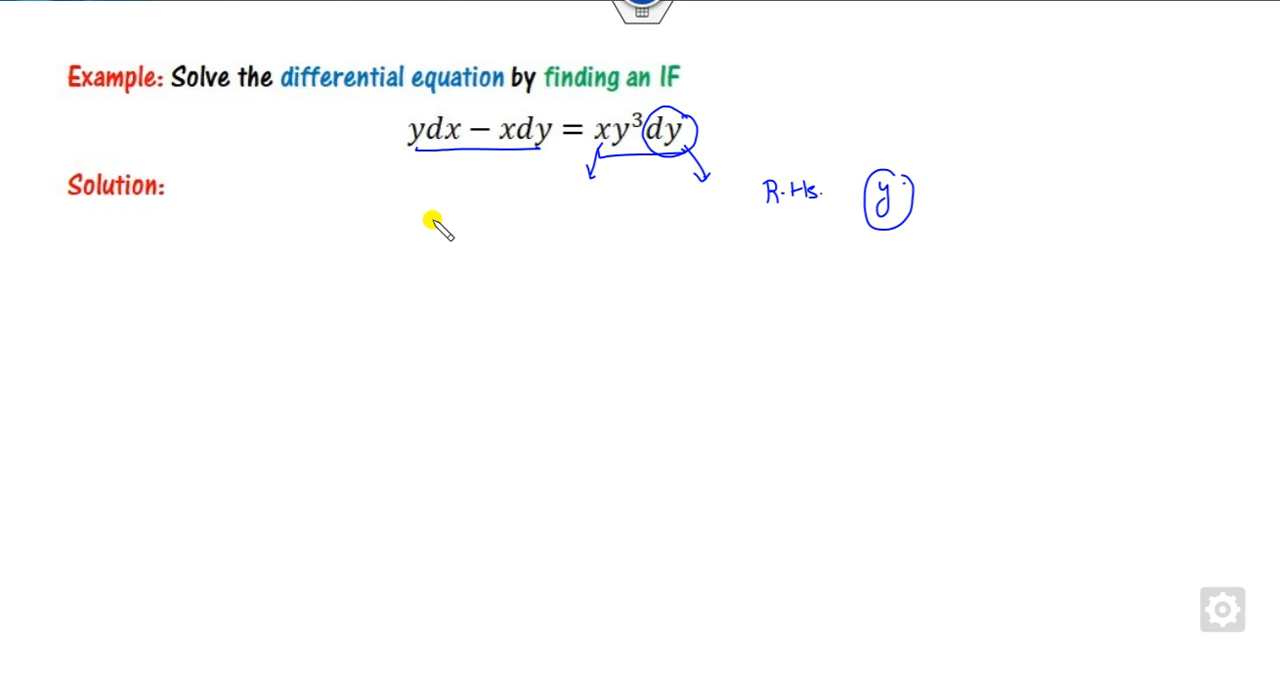 Example: Solve the differential equation by finding an IF
ydx − xdy = xy³dy
Solution:
R.Hs. y